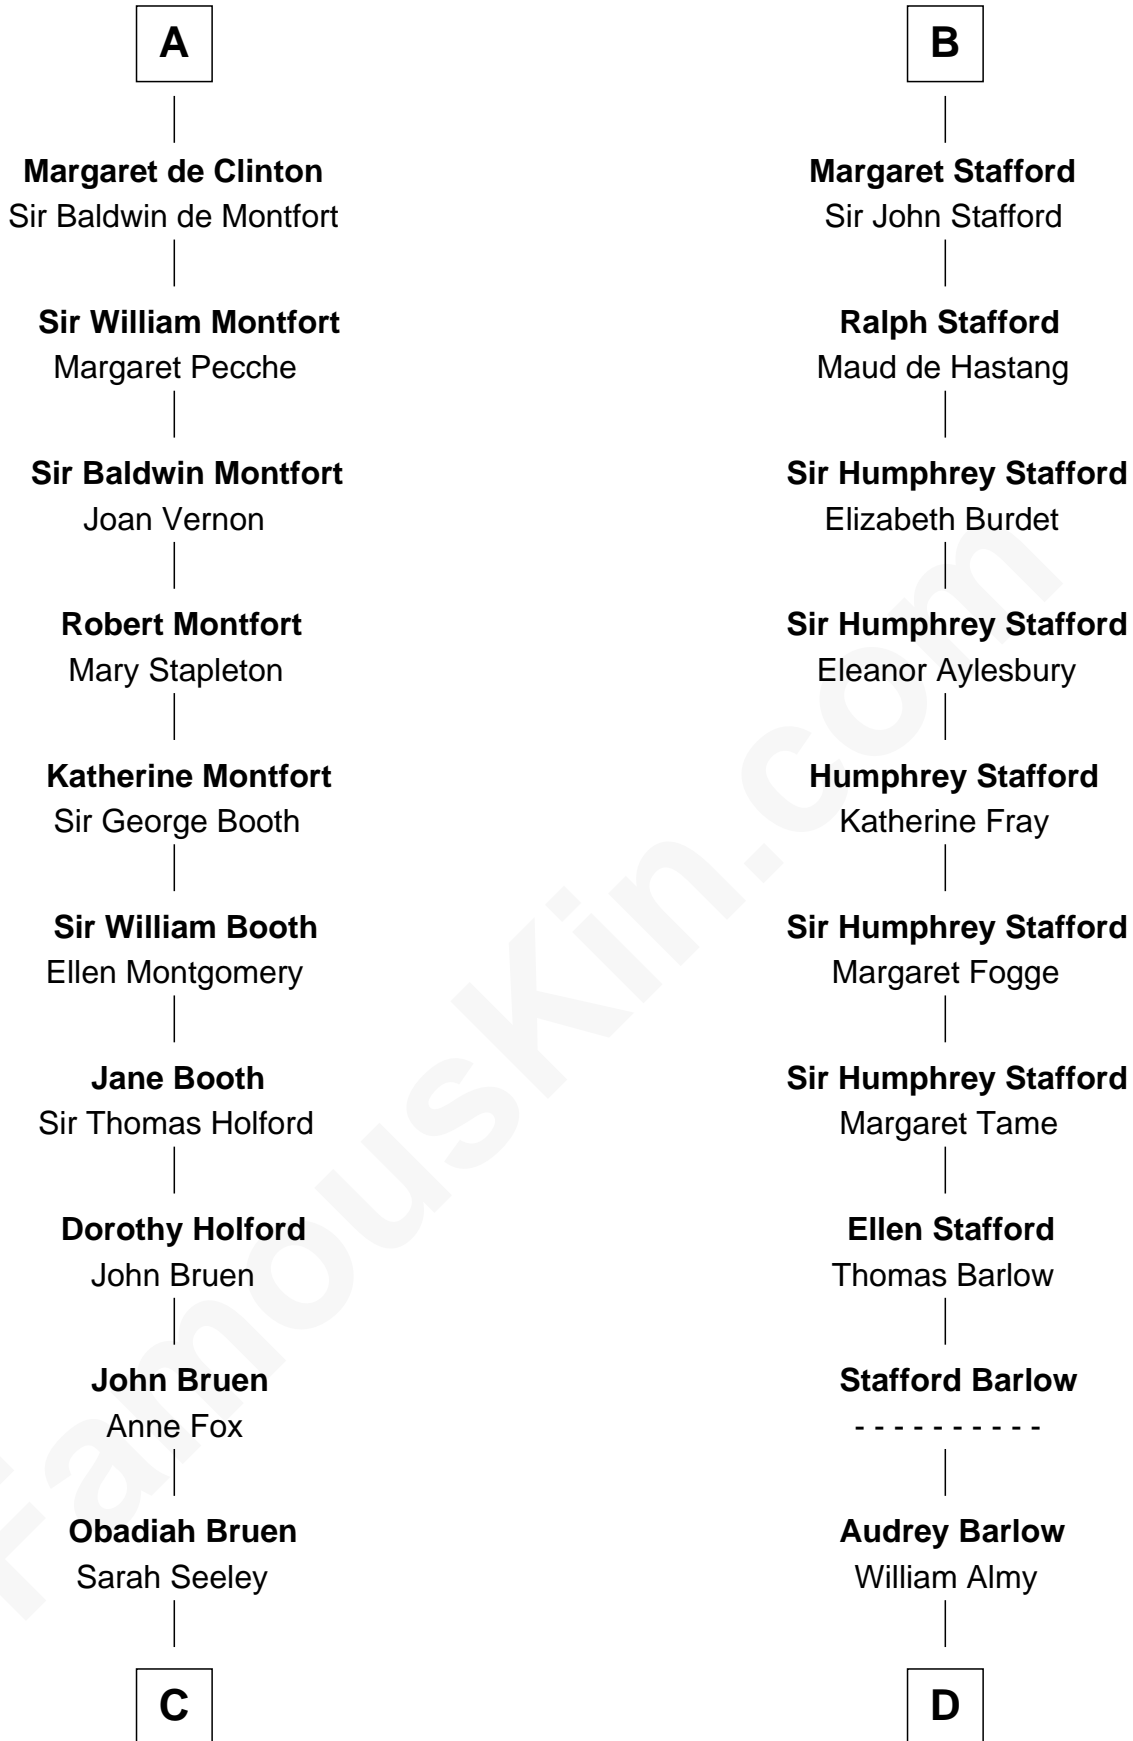 A
Margaret de Clinton
Sir Baldwin de Montfort
Sir William Montfort
Margaret Pecche
Sir Baldwin Montfort
Joan Vernon
Robert Montfort
Mary Stapleton
Katherine Montfort
Sir George Booth
Sir William Booth
Ellen Montgomery
Jane Booth
Sir Thomas Holford
Dorothy Holford
John Bruen
John Bruen
Anne Fox
Obadiah Bruen
Sarah Seeley
C
B
Margaret Stafford
Sir John Stafford
Ralph Stafford
Maud de Hastang
Sir Humphrey Stafford
Elizabeth Burdet
Sir Humphrey Stafford
Eleanor Aylesbury
Humphrey Stafford
Katherine Fray
Sir Humphrey Stafford
Margaret Fogge
Sir Humphrey Stafford
Margaret Tame
Ellen Stafford
Thomas Barlow
Stafford Barlow
- - - - - - - - - -
Audrey Barlow
William Almy
D
FamousKin.com